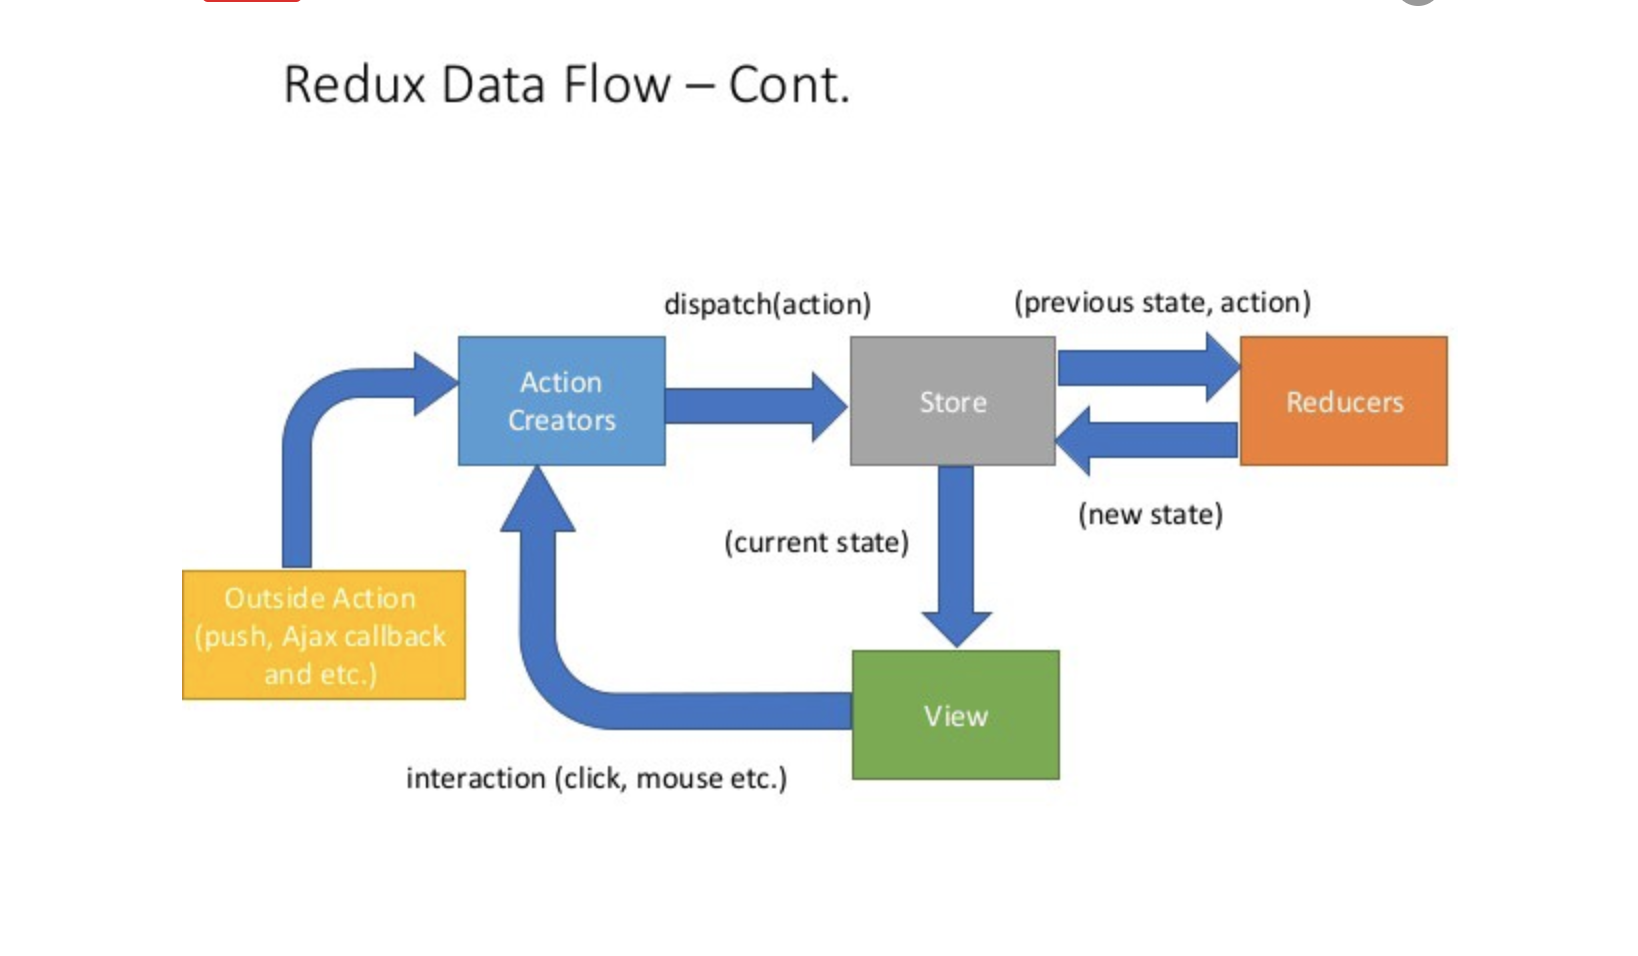 Redux Data Flow – Cont.
dispatch(action)
(previous state, action)
Action
Creators
Store
Reducers
(new state)
(current state)
Outside Action
(push, Ajax callback
and etc.)
View
interaction (click, mouse etc.)